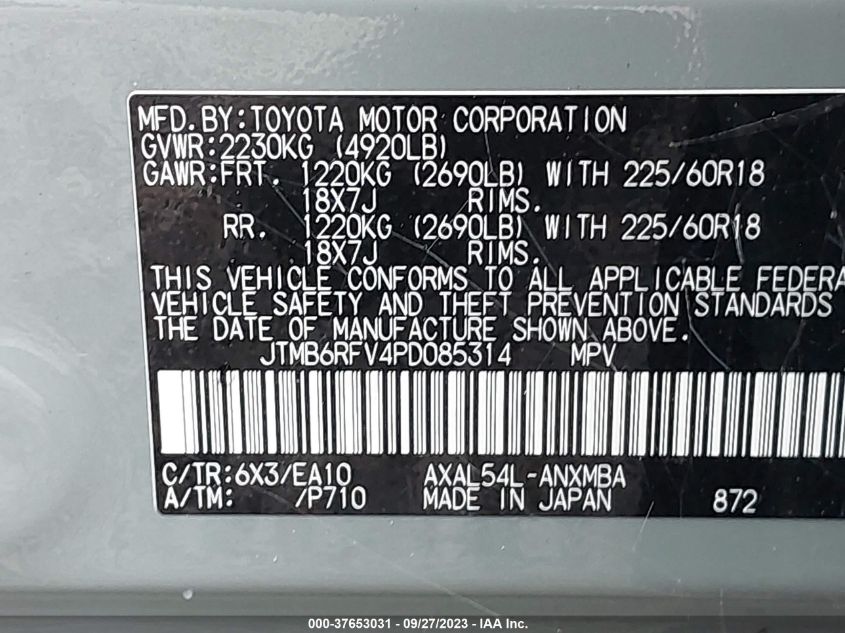 MFD.BY:TOYOTA MOTOR CORPORATION
GVWR:2230KG (4920LB)
GAWR:FRT. 1220KG (2690LB) WITH 225/60R18
18X7J RIMS.
RR. 1220KG (2690LB) WITH 225/60R18
18X7J RIMS.
THIS VEHICLE CONFORMS TO ALL APPLICABLE FEDERA
VEHICLE SAFETY AND THEFT PREVENTION STANDARDS
THE DATE OF MANUFACTURE SHOWN ABOVE.
JTMB6RFV4PD085314 MPV
C/TR:6X3/EA10 AXAL54L-ANXMBA
A/TM: /P710 MADE IN JAPAN 872
000-37653031 - 09/27/2023 - IAA Inc.